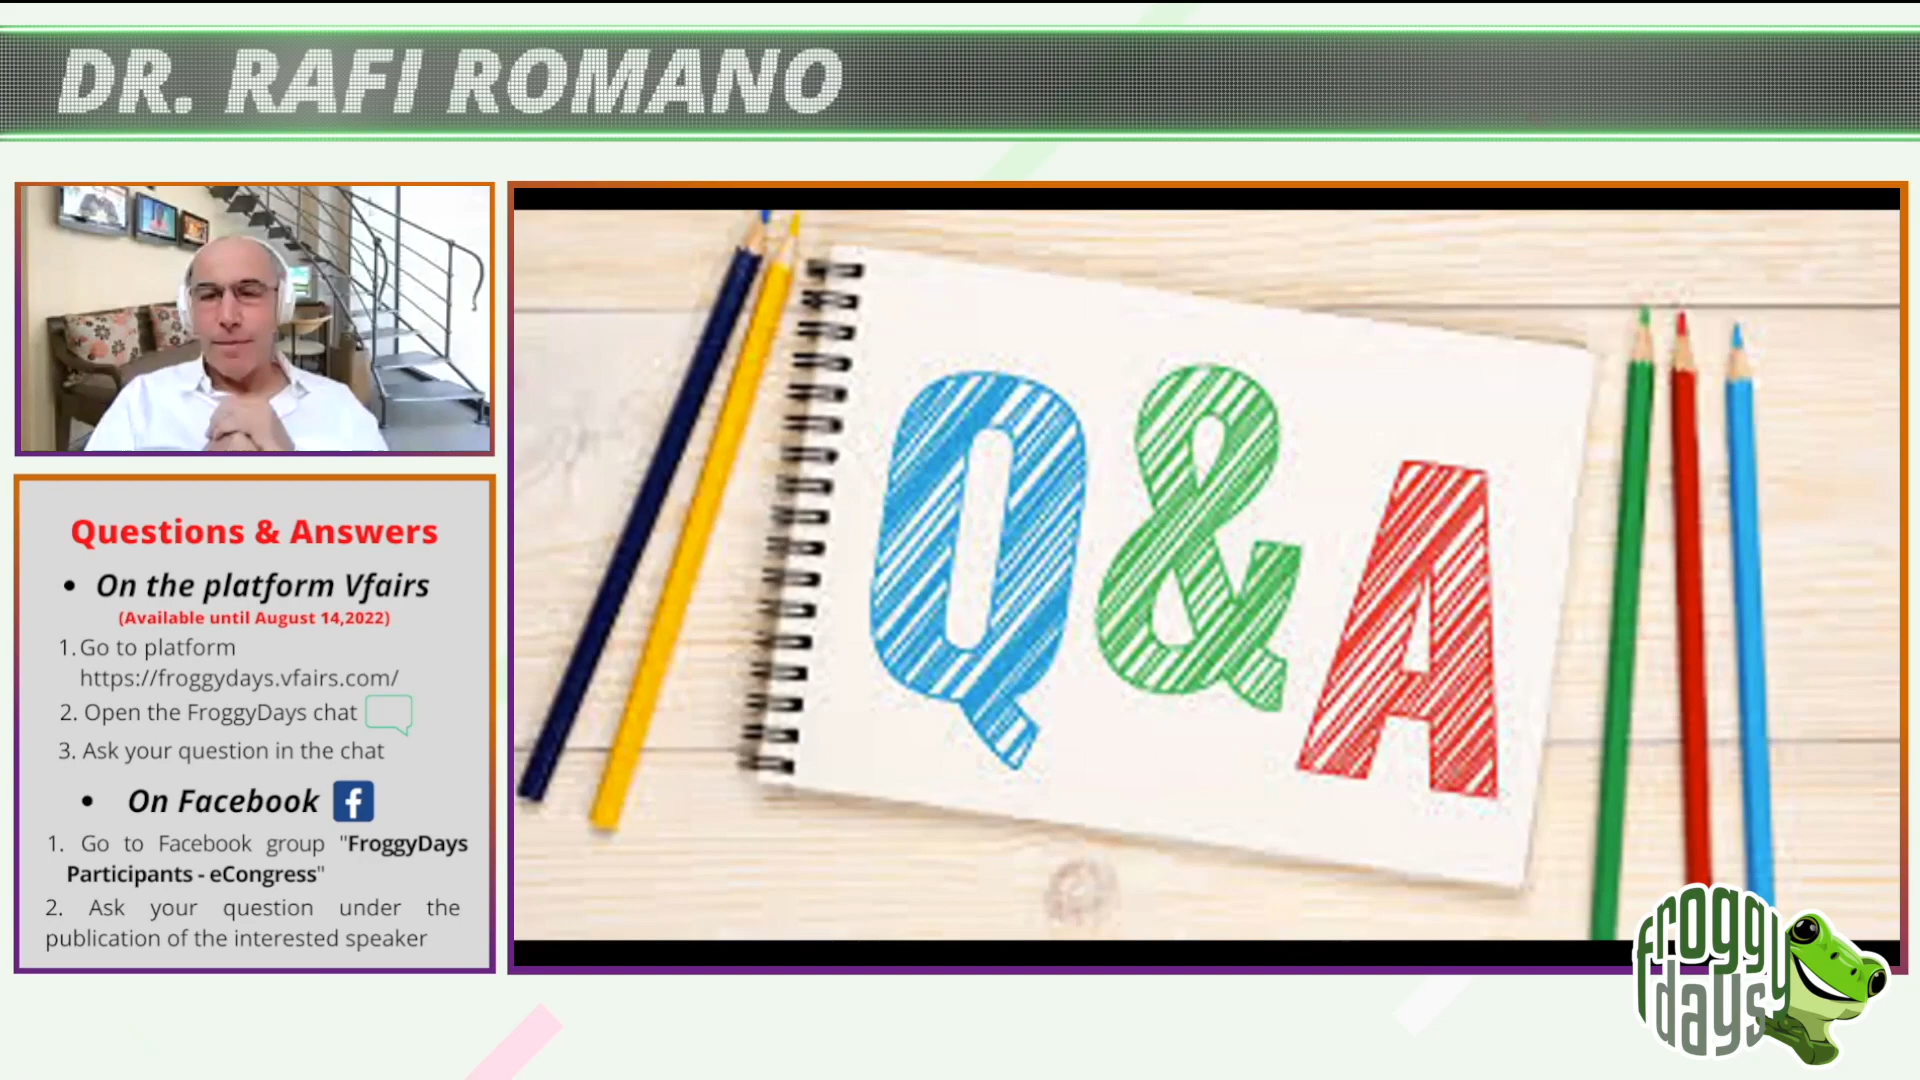 DR. RAFI ROMANO
Questions & Answers
• On the platform Vfairs
(Available until August 14,2022)
1. Go to platform
https://froggydays.vfairs.com/
2. Open the FroggyDays chat
3. Ask your question in the chat
• On Facebook f
1. Go to Facebook group "FroggyDays
Participants - eCongress"
2. Ask your question under the
publication of the interested speaker
Q&A
froggy
days